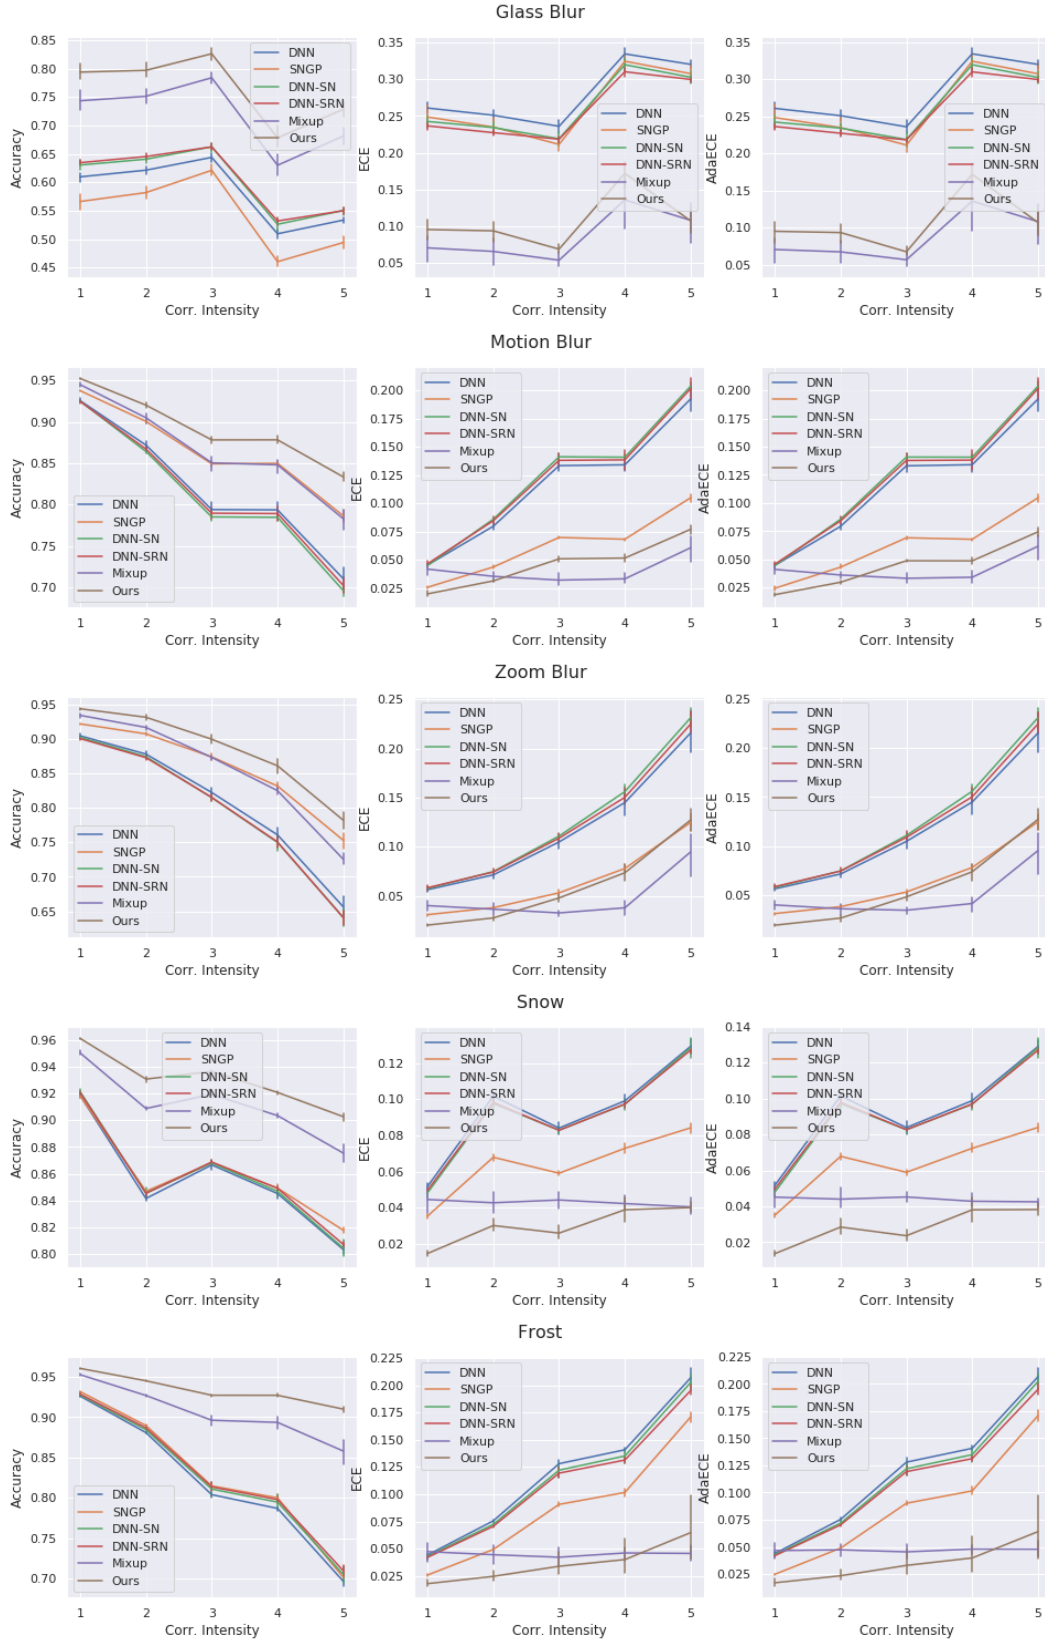 Glass Blur
Accuracy
0.85
0.80
0.75
0.70
0.65
0.60
0.55
0.50
0.45
DNN
SNGP
DNN-SN
DNN-SRN
Mixup
Ours
1 2 3 4 5
Corr. Intensity
ECE
0.35
0.30
0.25
0.20
0.15
0.10
0.05
DNN
SNGP
DNN-SN
DNN-SRN
Mixup
Ours
1 2 3 4 5
Corr. Intensity
AdaECE
0.35
0.30
0.25
0.20
0.15
0.10
0.05
DNN
SNGP
DNN-SN
DNN-SRN
Mixup
Ours
1 2 3 4 5
Corr. Intensity
Motion Blur
Accuracy
0.95
0.90
0.85
0.80
0.75
0.70
DNN
SNGP
DNN-SN
DNN-SRN
Mixup
Ours
1 2 3 4 5
Corr. Intensity
ECE
0.200
0.175
0.150
0.125
0.100
0.075
0.050
0.025
DNN
SNGP
DNN-SN
DNN-SRN
Mixup
Ours
1 2 3 4 5
Corr. Intensity
AdaECE
0.200
0.175
0.150
0.125
0.100
0.075
0.050
0.025
DNN
SNGP
DNN-SN
DNN-SRN
Mixup
Ours
1 2 3 4 5
Corr. Intensity
Zoom Blur
Accuracy
0.95
0.90
0.85
0.80
0.75
0.70
0.65
DNN
SNGP
DNN-SN
DNN-SRN
Mixup
Ours
1 2 3 4 5
Corr. Intensity
ECE
0.25
0.20
0.15
0.10
0.05
DNN
SNGP
DNN-SN
DNN-SRN
Mixup
Ours
1 2 3 4 5
Corr. Intensity
AdaECE
0.25
0.20
0.15
0.10
0.05
DNN
SNGP
DNN-SN
DNN-SRN
Mixup
Ours
1 2 3 4 5
Corr. Intensity
Snow
Accuracy
0.96
0.94
0.92
0.90
0.88
0.86
0.84
0.82
0.80
DNN
SNGP
DNN-SN
DNN-SRN
Mixup
Ours
1 2 3 4 5
Corr. Intensity
ECE
0.12
0.10
0.08
0.06
0.04
0.02
DNN
SNGP
DNN-SN
DNN-SRN
Mixup
Ours
1 2 3 4 5
Corr. Intensity
AdaECE
0.14
0.12
0.10
0.08
0.06
0.04
0.02
DNN
SNGP
DNN-SN
DNN-SRN
Mixup
Ours
1 2 3 4 5
Corr. Intensity
Frost
Accuracy
0.95
0.90
0.85
0.80
0.75
0.70
DNN
SNGP
DNN-SN
DNN-SRN
Mixup
Ours
1 2 3 4 5
Corr. Intensity
ECE
0.225
0.200
0.175
0.150
0.125
0.100
0.075
0.050
0.025
DNN
SNGP
DNN-SN
DNN-SRN
Mixup
Ours
1 2 3 4 5
Corr. Intensity
AdaECE
0.225
0.200
0.175
0.150
0.125
0.100
0.075
0.050
0.025
DNN
SNGP
DNN-SN
DNN-SRN
Mixup
Ours
1 2 3 4 5
Corr. Intensity